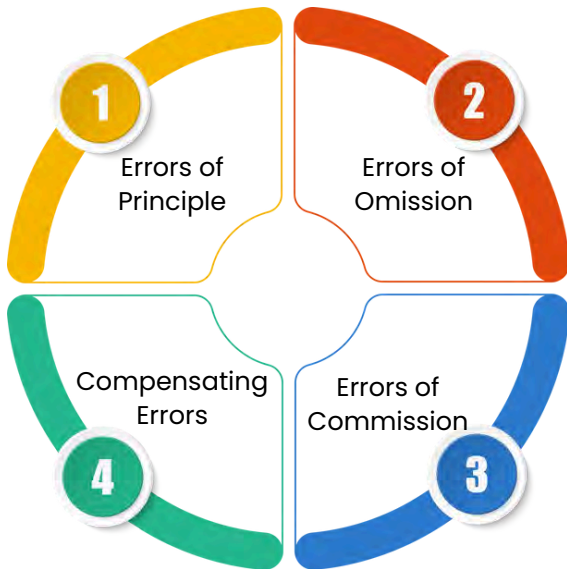 1
Errors of
Principle
2
Errors of
Omission
3
Errors of
Commission
4
Compensating
Errors